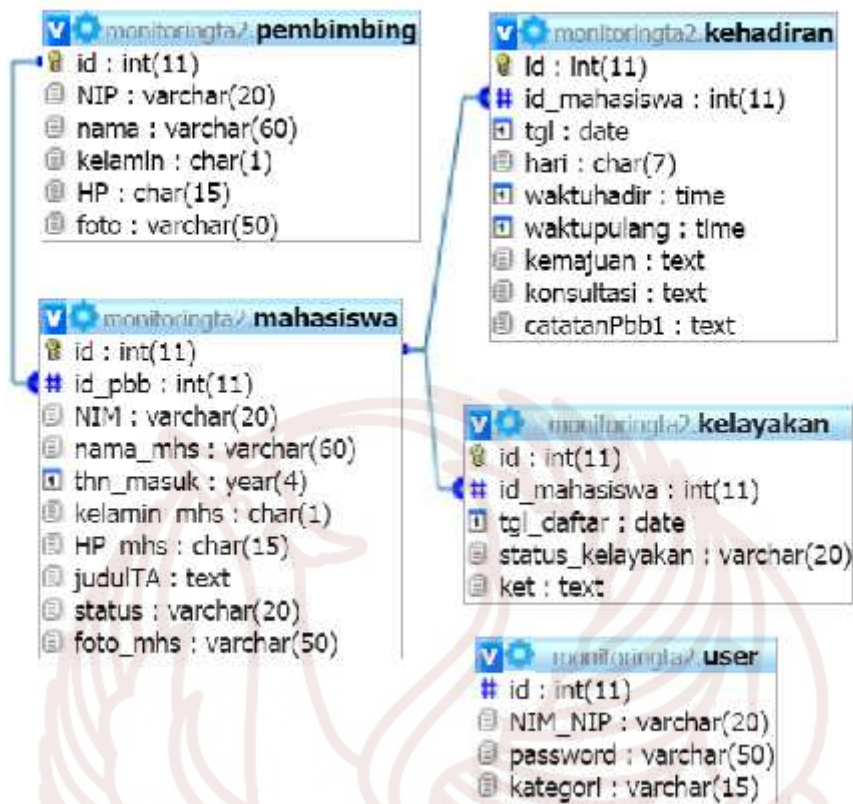 monitoringta2.pembimbing
id : int(11)
NIP : varchar(20)
nama : varchar(60)
kelamin : char(1)
HP : char(15)
foto : varchar(50)
monitoringta2.mahasiswa
id : int(11)
id_pbb : int(11)
NIM : varchar(20)
nama_mhs : varchar(60)
thn_masuk : year(4)
kelamin_mhs : char(1)
HP_mhs : char(15)
judulTA : text
status : varchar(20)
foto_mhs : varchar(50)
monitoringta2.kehadiran
id : int(11)
id_mahasiswa : int(11)
tgl : date
hari : char(7)
waktuhadir : time
waktupulang : time
kemajuan : text
konsultasi : text
catatanPbb1 : text
monitoringta2.kelayakan
id : int(11)
id_mahasiswa : int(11)
tgl_daftar : date
status_kelayakan : varchar(20)
ket : text
monitoringta2.user
id : int(11)
NIM_NIP : varchar(20)
password : varchar(50)
kategori : varchar(15)